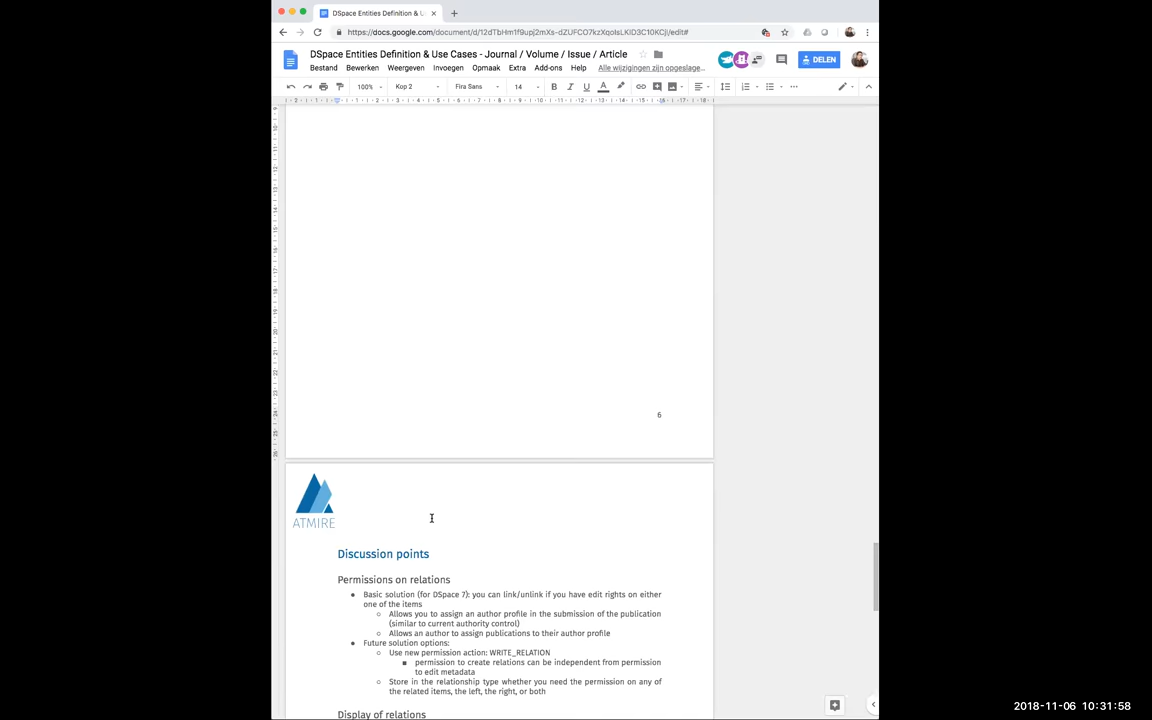 DSpace Entities Definition & U
https://docs.google.com/document/d/12dTbHm1f9upj2mXs-dZUFCO7kzXqoIsLKID3C10KCjI/edit#
DSpace Entities Definition & Use Cases - Journal / Volume / Issue / Article
DELEN
Bestand Bewerken Weergeven Invoegen Opmaak Extra Add-ons Help Alle wijzigingen zijn opgeslage...
100% Kop 2 Fira Sans 14 B I U A
6
ATMIRE
Discussion points
Permissions on relations
● Basic solution (for DSpace 7): you can link/unlink if you have edit rights on either
one of the items
○ Allows you to assign an author profile in the submission of the publication
(similar to current authority control)
○ Allows an author to assign publications to their author profile
● Future solution options:
○ Use new permission action: WRITE_RELATION
■ permission to create relations can be independent from permission
to edit metadata
○ Store in the relationship type whether you need the permission on any of
the related items, the left, the right, or both
Display of relations
2018-11-06 10:31:58